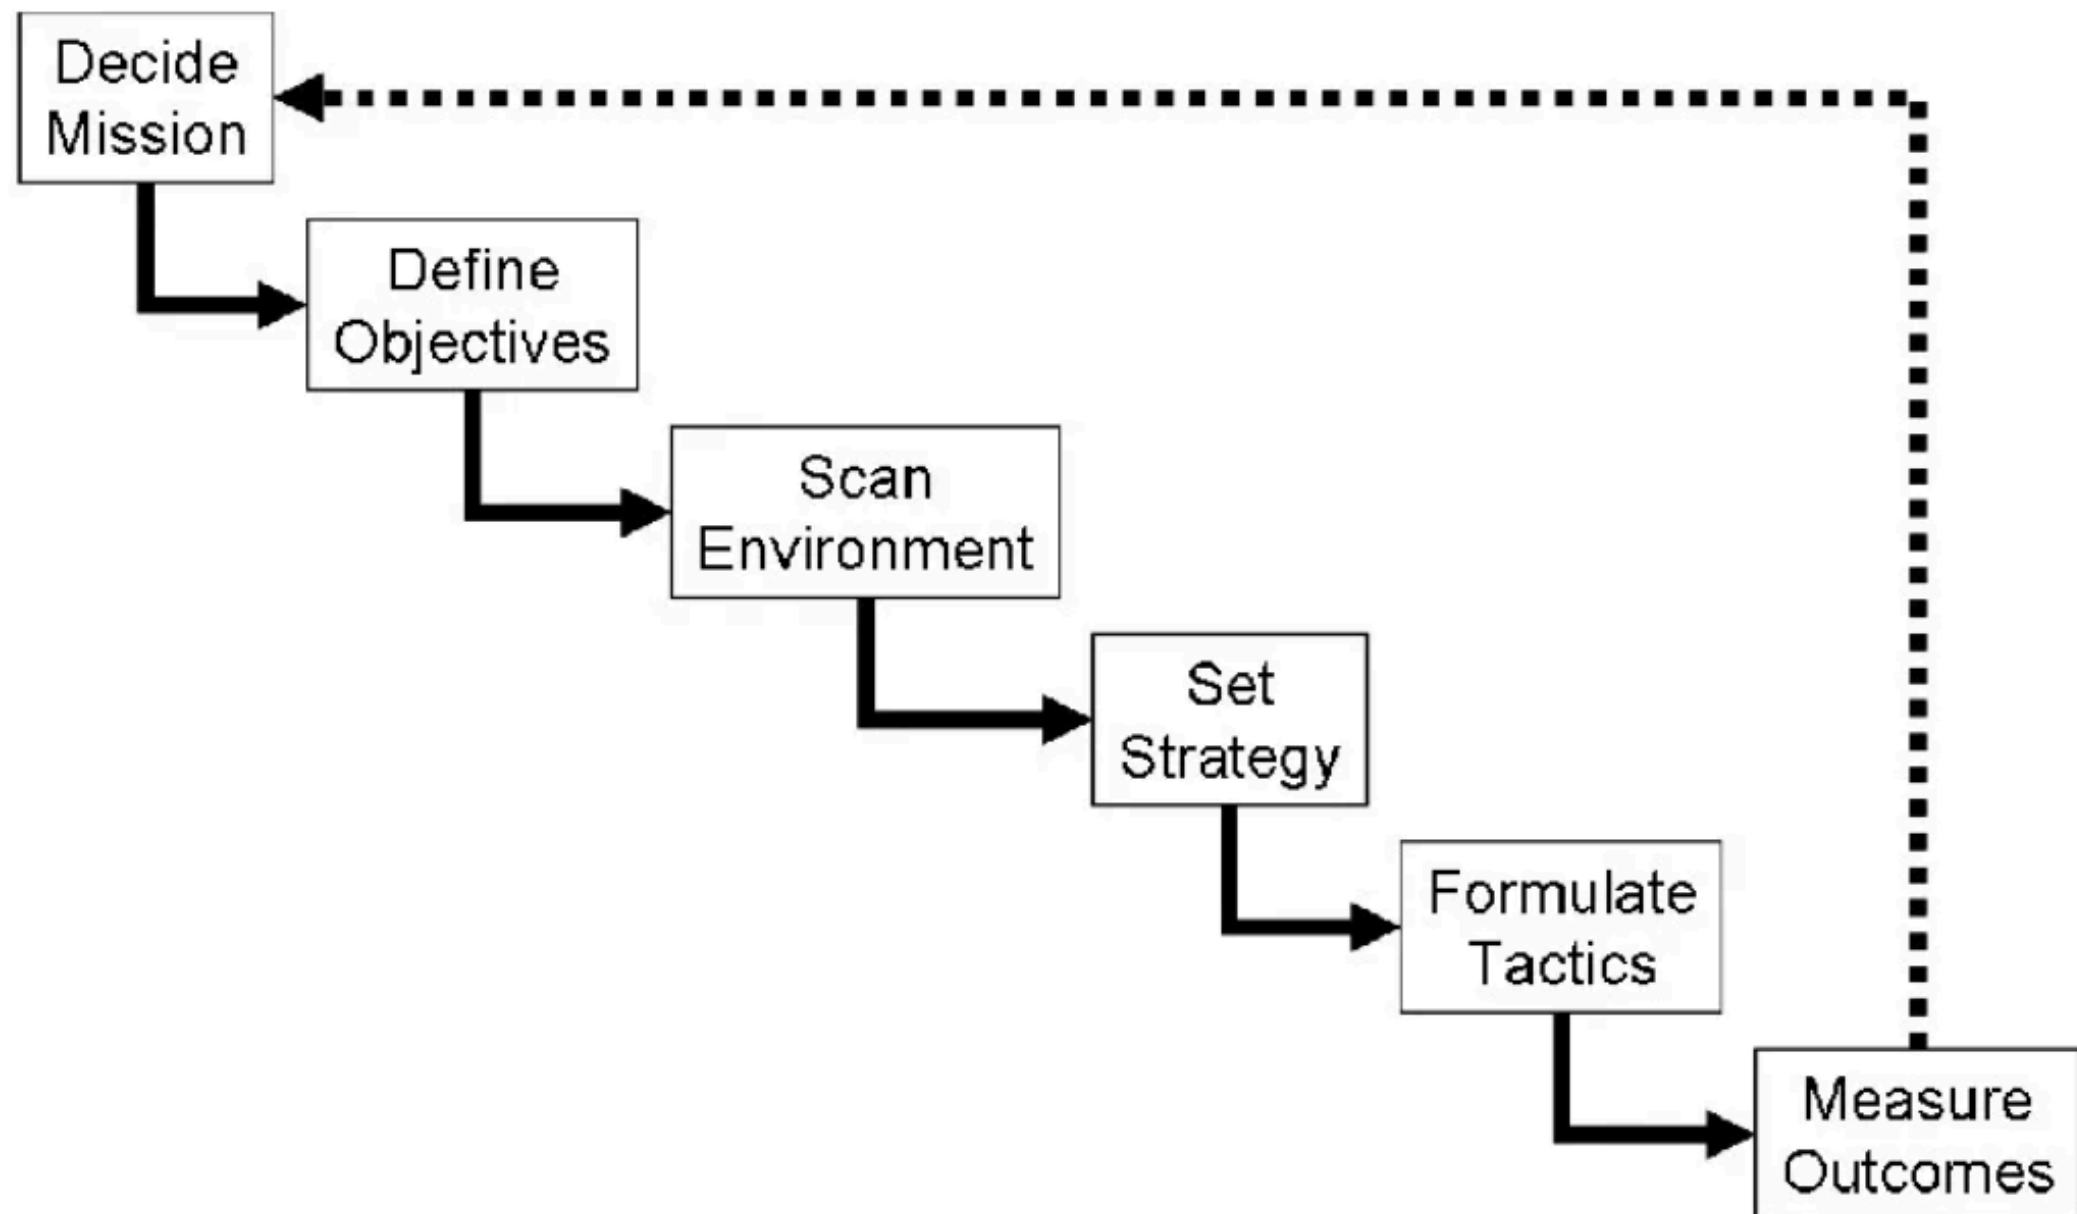 Decide
Mission
Define
Objectives
Scan
Environment
Set
Strategy
Formulate
Tactics
Measure
Outcomes